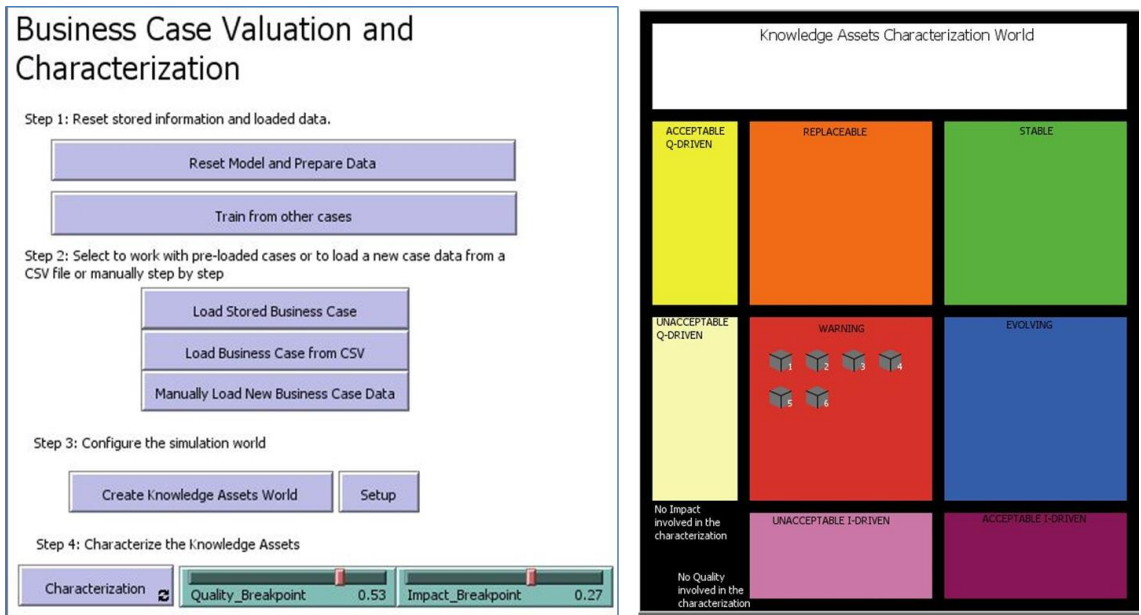 Business Case Valuation and
Characterization
Step 1: Reset stored information and loaded data.
Reset Model and Prepare Data
Train from other cases
Step 2: Select to work with pre-loaded cases or to load a new case data from a
CSV file or manually step by step
Load Stored Business Case
Load Business Case from CSV
Manually Load New Business Case Data
Step 3: Configure the simulation world
Create Knowledge Assets World
Setup
Step 4: Characterize the Knowledge Assets
Characterization
Quality_Breakpoint 0.53
Impact_Breakpoint 0.27
Knowledge Assets Characterization World
ACCEPTABLE
Q-DRIVEN
REPLACEABLE
STABLE
UNACCEPTABLE
Q-DRIVEN
WARNING
EVOLVING
1 2 3 4
5 6
No Impact
involved in the
characterization
UNACCEPTABLE I-DRIVEN
ACCEPTABLE I-DRIVEN
No Quality
involved in the
characterization